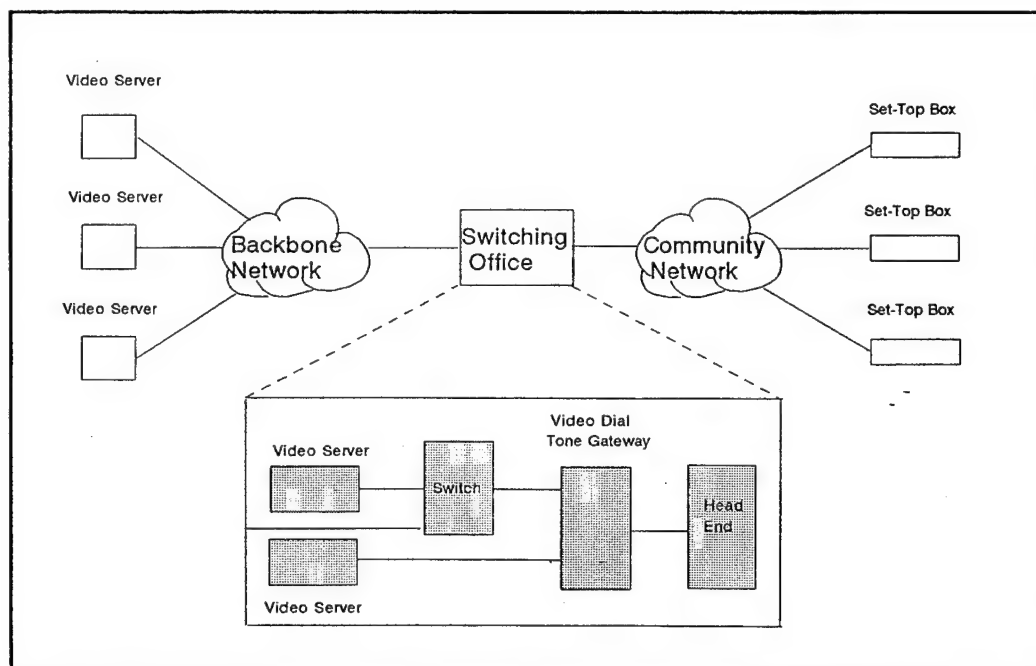 Video Server
Set-Top Box
Video Server
Set-Top Box
Backbone
Network
Switching
Office
Community
Network
Video Server
Set-Top Box
Video Dial
Tone Gateway
Video Server
Switch
Head
End
Video Server